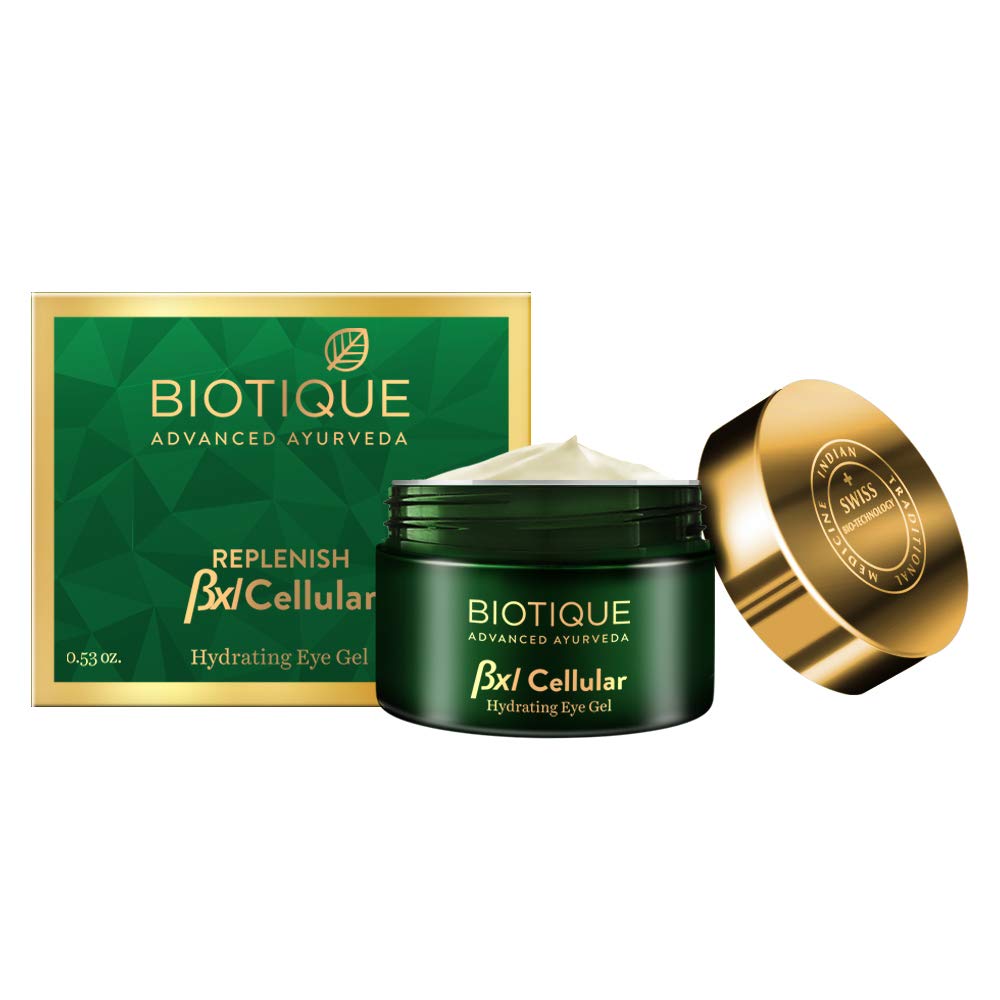 BIOTIQUE
ADVANCED AYURVEDA
REPLENISH
βxl Cellular
0.53 oz.
Hydrating Eye Gel
BIOTIQUE
ADVANCED AYURVEDA
βxl Cellular
Hydrating Eye Gel
INDIAN TRADITIONAL MEDICINE
+
SWISS
BIO-TECHNOLOGY